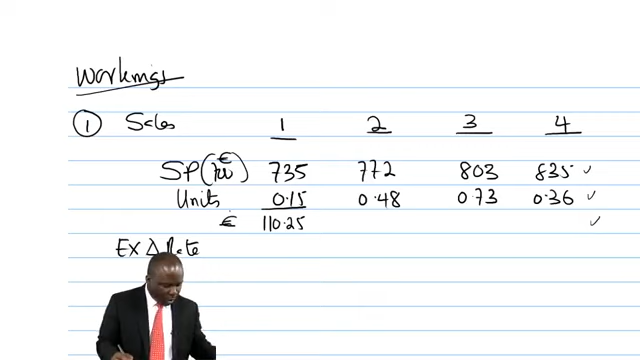 Workings
① Sales 1 2 3 4
SP (€) 735 772 803 835 ✓
Units 0.15 0.48 0.73 0.36 ✓
€ 110.25 ✓
Ex Δ Rate